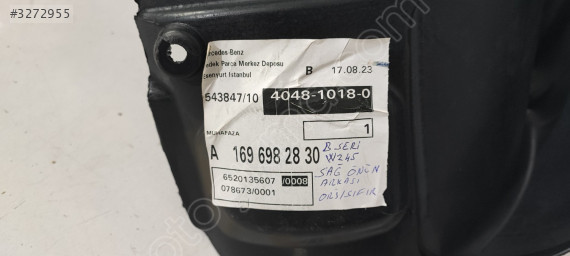 #3272955
Mercedes-Benz
Yedek Parça Merkez Deposu
Esenyurt Istanbul
B 17.08.23
543847/10 4048-1018-0
MUHAFAZA
1
A 169 698 28 30
B SERİ
W245
SAĞ ÖNÜN
ARKASI
ORJ/SIFIR
6520135607 /0008
078673/0001